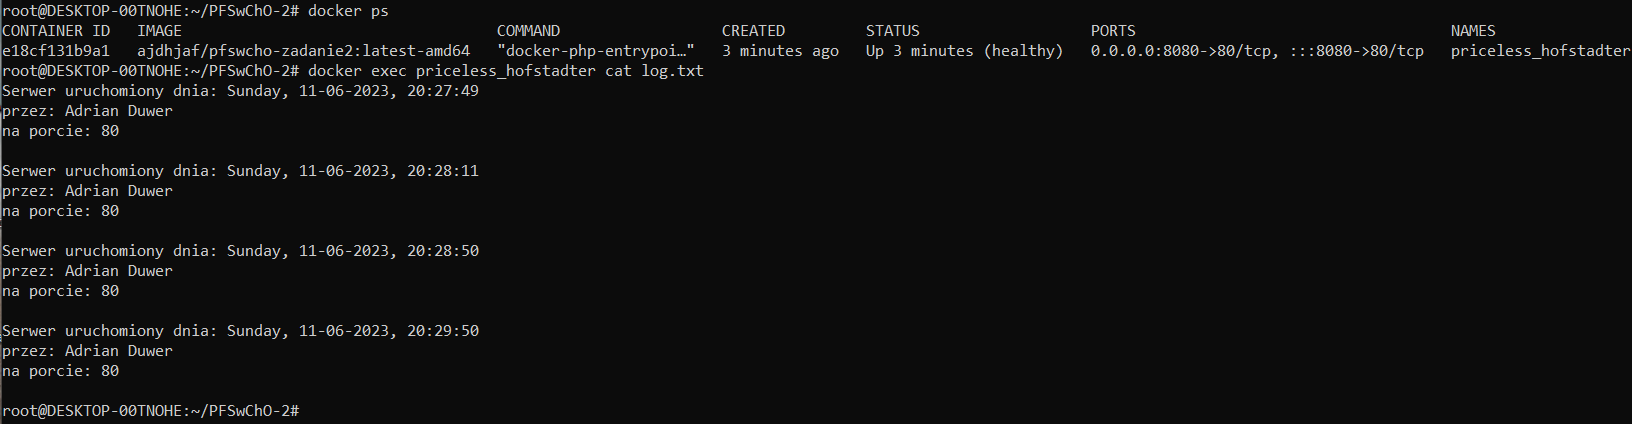 root@DESKTOP-00TNOHE:~/PFSwChO-2# docker ps
CONTAINER ID   IMAGE                                   COMMAND                  CREATED         STATUS                   PORTS                                   NAMES
e18cf131b9a1   ajdhjaf/pfswcho-zadanie2:latest-amd64   "docker-php-entrypoi…"   3 minutes ago   Up 3 minutes (healthy)   0.0.0.0:8080->80/tcp, :::8080->80/tcp   priceless_hofstadter
root@DESKTOP-00TNOHE:~/PFSwChO-2# docker exec priceless_hofstadter cat log.txt
Serwer uruchomiony dnia: Sunday, 11-06-2023, 20:27:49
przez: Adrian Duwer
na porcie: 80
Serwer uruchomiony dnia: Sunday, 11-06-2023, 20:28:11
przez: Adrian Duwer
na porcie: 80
Serwer uruchomiony dnia: Sunday, 11-06-2023, 20:28:50
przez: Adrian Duwer
na porcie: 80
Serwer uruchomiony dnia: Sunday, 11-06-2023, 20:29:50
przez: Adrian Duwer
na porcie: 80
root@DESKTOP-00TNOHE:~/PFSwChO-2#